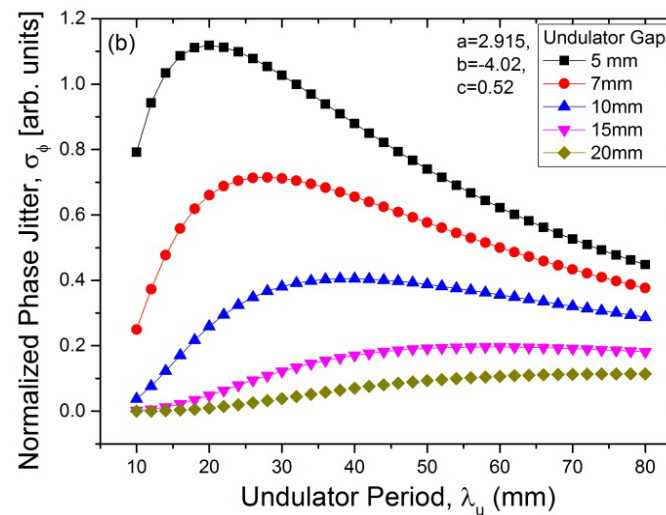 (b)
a=2.915,
b=-4.02,
c=0.52
Undulator Gap
5 mm
7mm
10mm
15mm
20mm
Normalized Phase Jitter, σϕ [arb. units]
1.2
1.0
0.8
0.6
0.4
0.2
0.0
10 20 30 40 50 60 70 80
Undulator Period, λu (mm)